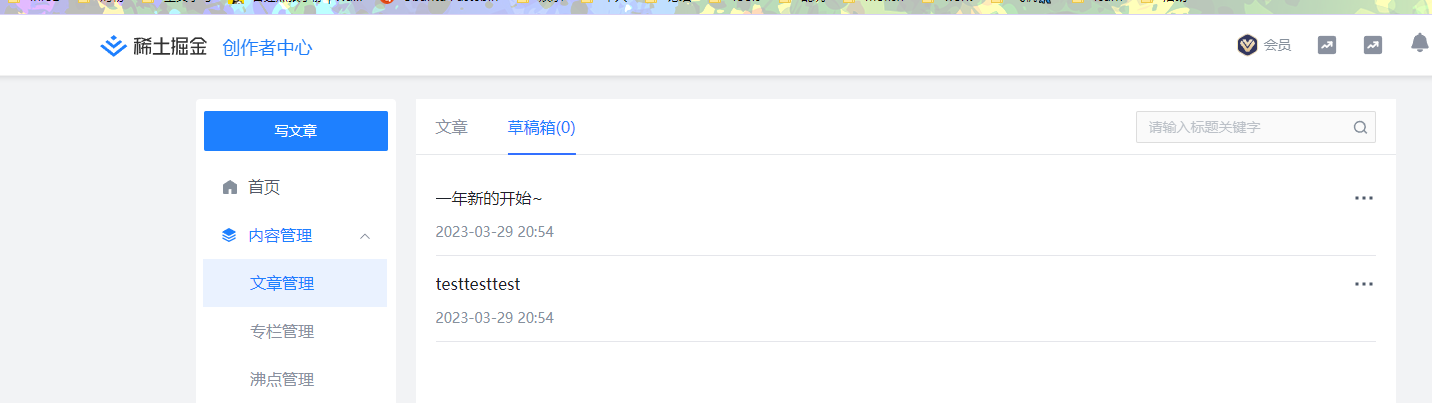 稀土掘金 创作者中心 会员
写文章
首页
内容管理
文章管理
专栏管理
沸点管理
文章 草稿箱(0) 请输入标题关键字
一年新的开始~
2023-03-29 20:54
testtesttest
2023-03-29 20:54